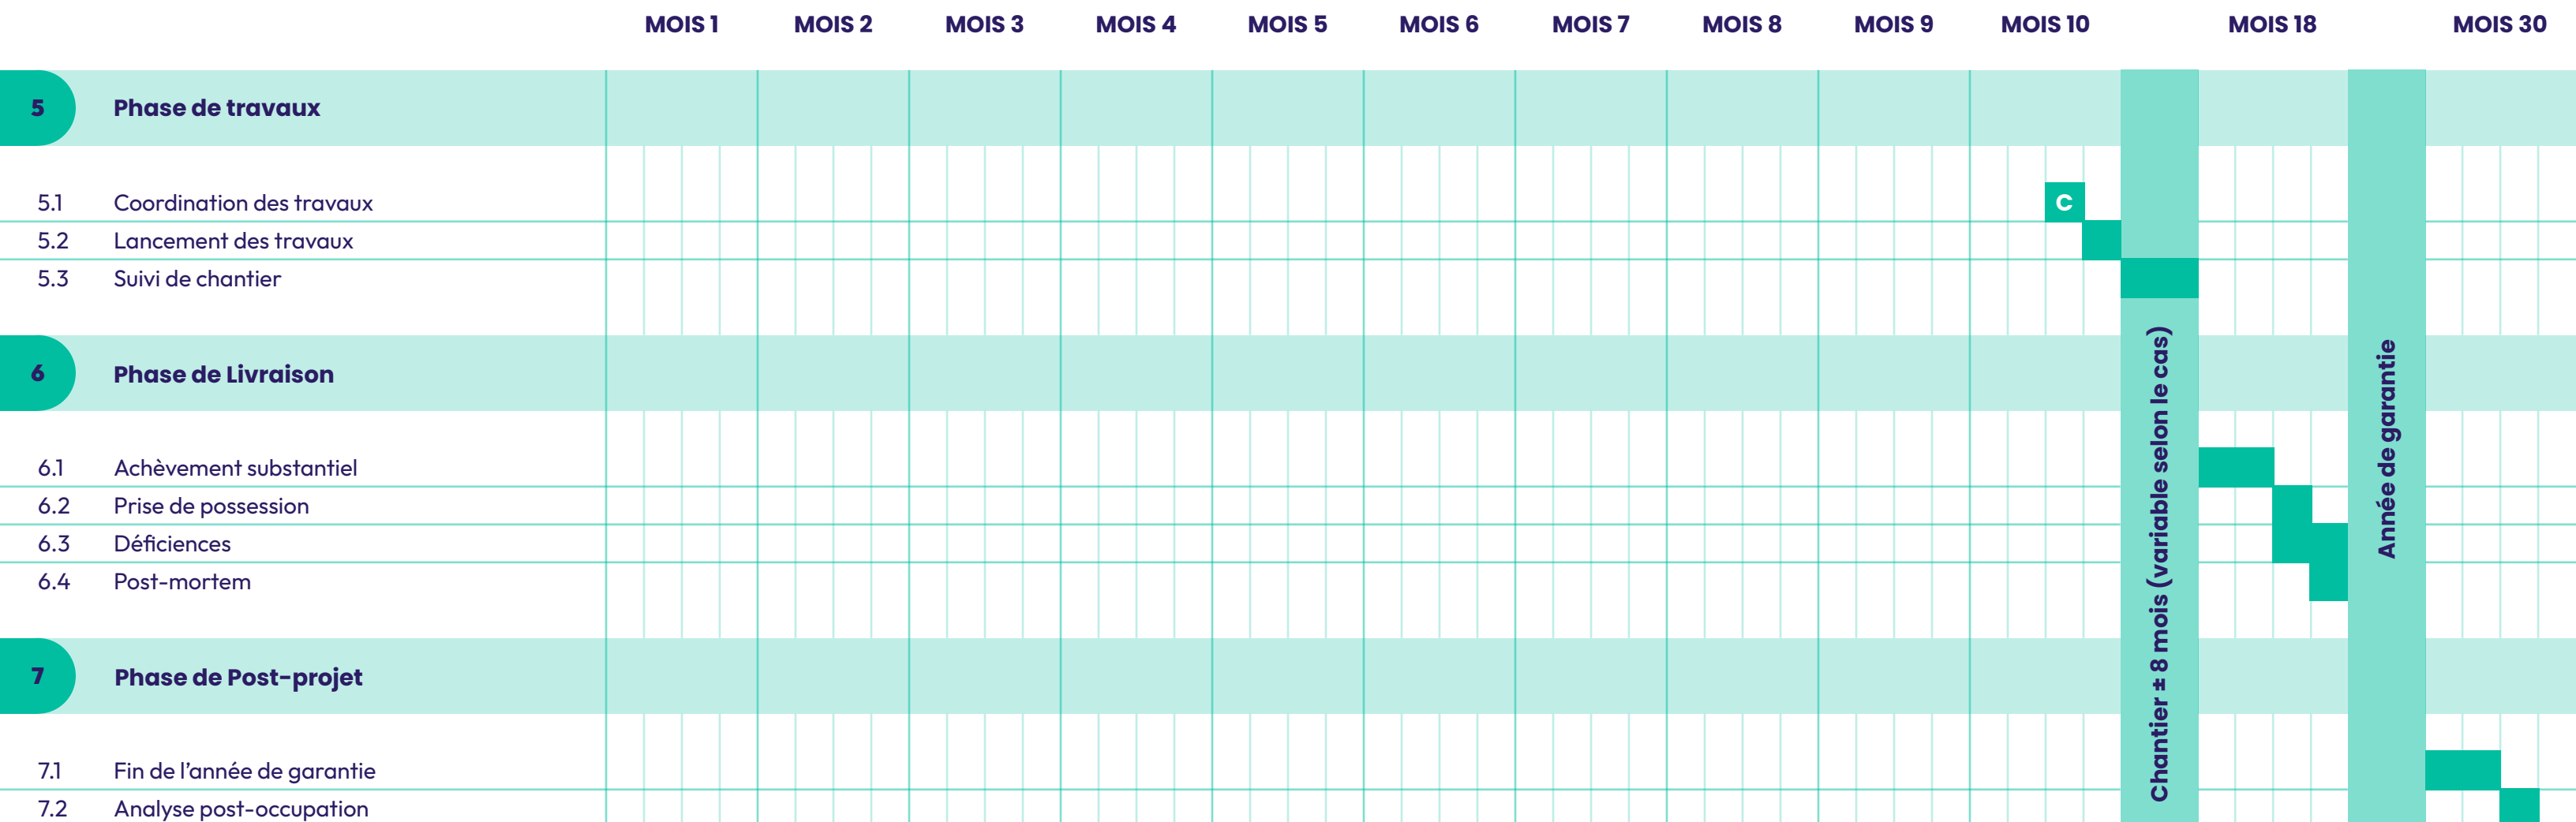 MOIS 1 MOIS 2 MOIS 3 MOIS 4 MOIS 5 MOIS 6 MOIS 7 MOIS 8 MOIS 9 MOIS 10 MOIS 18 MOIS 30
5 Phase de travaux
5.1 Coordination des travaux C
5.2 Lancement des travaux
5.3 Suivi de chantier
6 Phase de Livraison
6.1 Achèvement substantiel
6.2 Prise de possession
6.3 Déficiences
6.4 Post-mortem
7 Phase de Post-projet
7.1 Fin de l’année de garantie
7.2 Analyse post-occupation
Chantier ± 8 mois (variable selon le cas)
Année de garantie